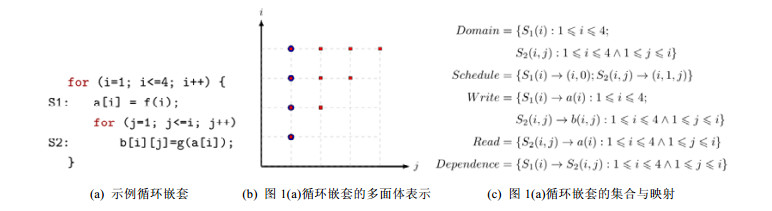 for (i=1; i<=4; i++) {
S1: a[i] = f(i);
for (j=1; j<=i; j++)
S2: b[i][j]=g(a[i]);
}
(a) 示例循环嵌套
i
j
(b) 图 1(a)循环嵌套的多面体表示
Domain = {S₁(i) : 1 ⩽ i ⩽ 4;
S₂(i, j) : 1 ⩽ i ⩽ 4 ∧ 1 ⩽ j ⩽ i}
Schedule = {S₁(i) → (i, 0); S₂(i, j) → (i, 1, j)}
Write = {S₁(i) → a(i) : 1 ⩽ i ⩽ 4;
S₂(i, j) → b(i, j) : 1 ⩽ i ⩽ 4 ∧ 1 ⩽ j ⩽ i}
Read = {S₂(i, j) → a(i) : 1 ⩽ i ⩽ 4 ∧ 1 ⩽ j ⩽ i}
Dependence = {S₁(i) → S₂(i, j) : 1 ⩽ i ⩽ 4 ∧ 1 ⩽ j ⩽ i}
(c) 图 1(a)循环嵌套的集合与映射